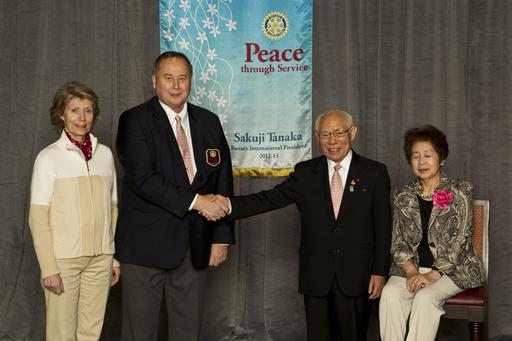 Peace
through Service
Sakuji Tanaka
Rotary International President
2012-13